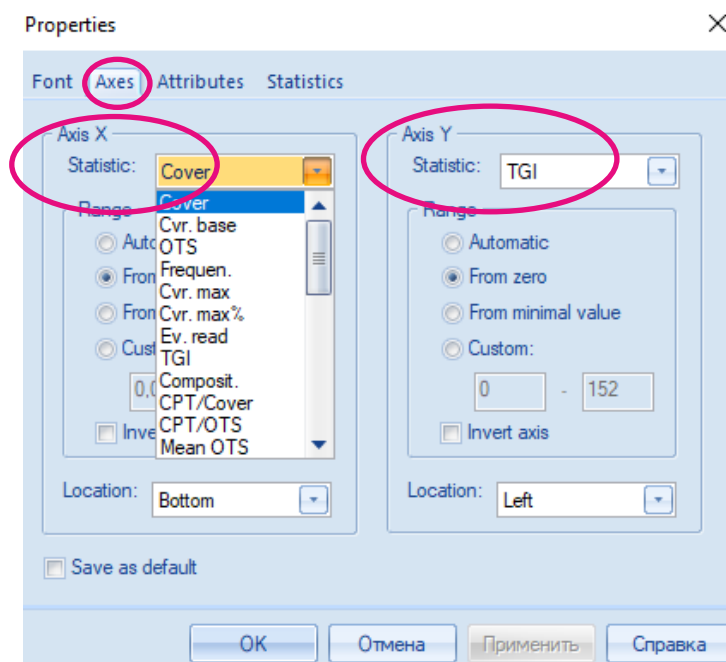 Properties
Font Axes Attributes Statistics
Axis X
Statistic: Cover
Cover
Cvr. base
OTS
Frequen.
Cvr. max
Cvr. max%
Ev. read
TGI
Composit.
CPT/Cover
CPT/OTS
Mean OTS
Range
Location: Bottom
Axis Y
Statistic: TGI
Range
Automatic
From zero
From minimal value
Custom:
0 - 152
Invert axis
Location: Left
Save as default
OK Отмена Применить Справка